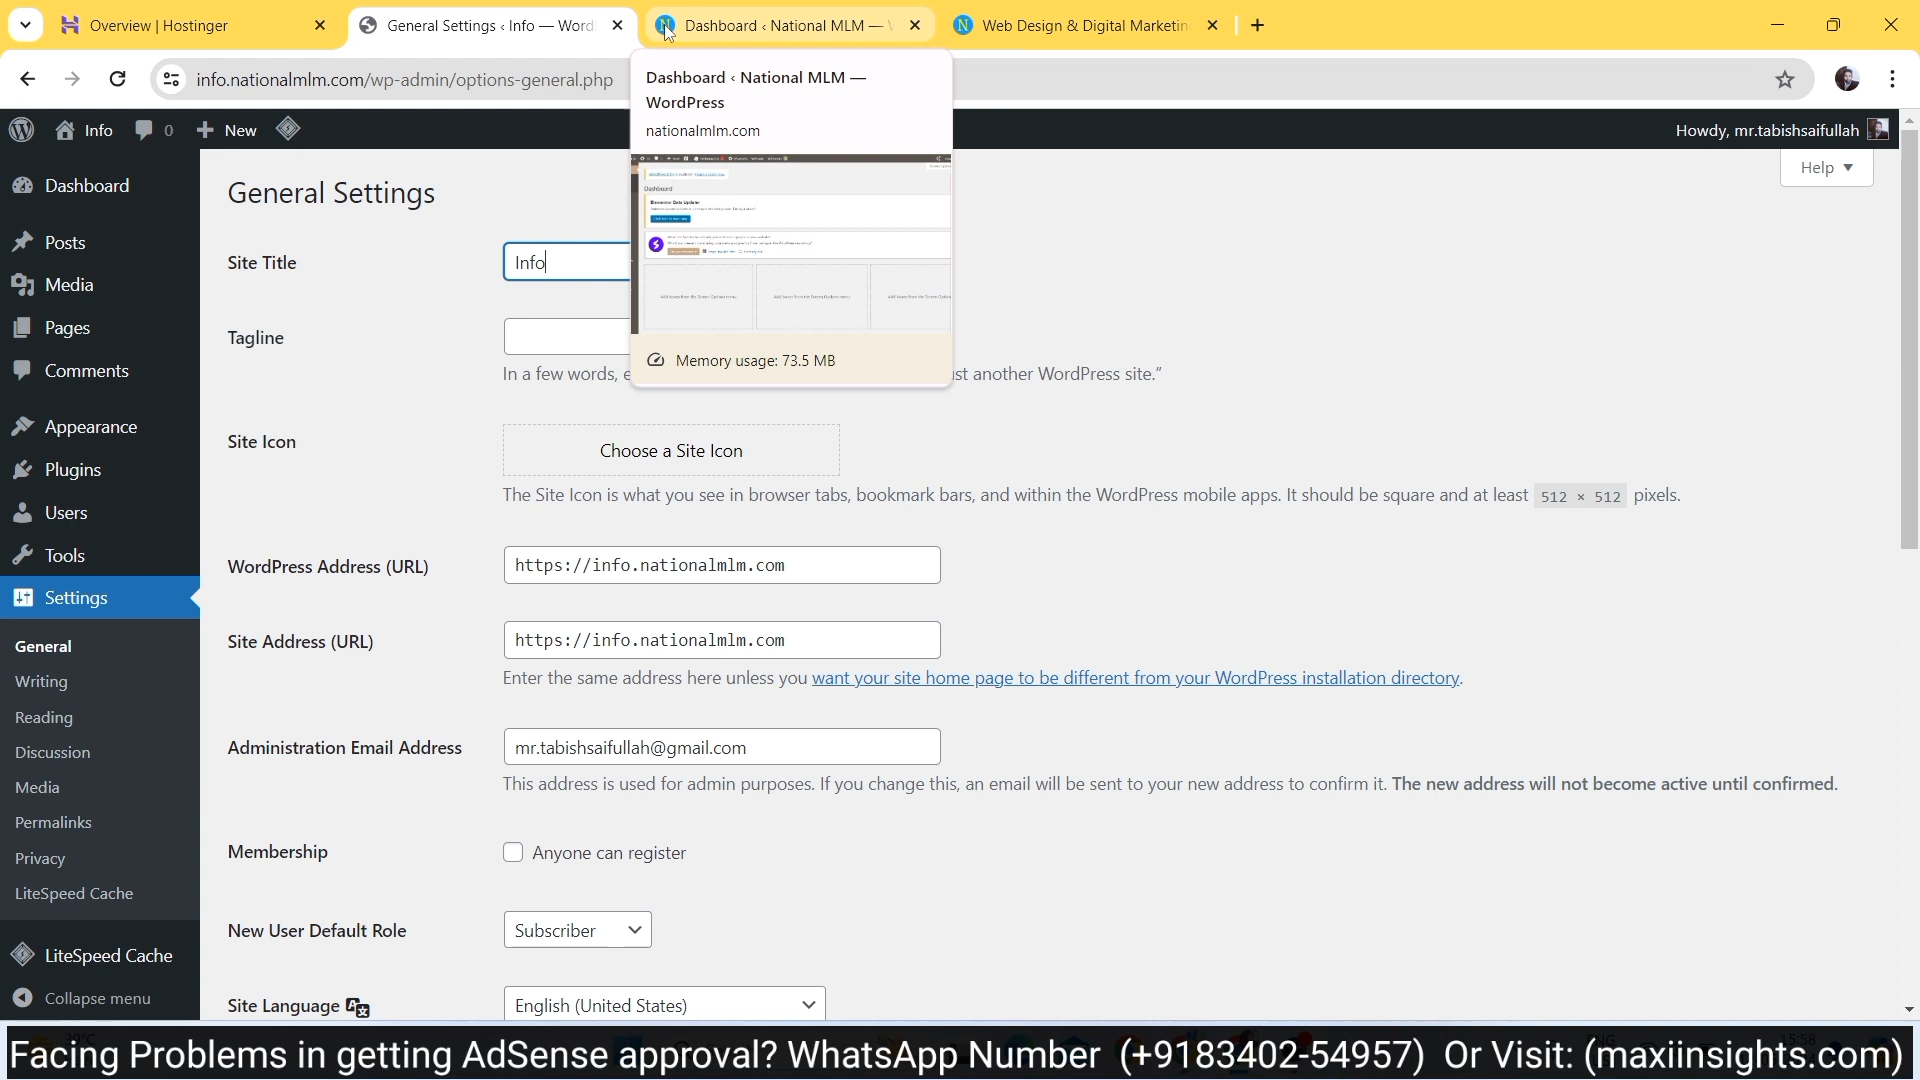 Overview | Hostinger
General Settings ‹ Info — Word
Dashboard ‹ National MLM —
Web Design & Digital Marketin
info.nationalmlm.com/wp-admin/options-general.php
Dashboard ‹ National MLM —
WordPress
nationalmlm.com
Dashboard
Memory usage: 73.5 MB
Info
0
New
Howdy, mr.tabishsaifullah
Help
Dashboard
Posts
Media
Pages
Comments
Appearance
Plugins
Users
Tools
Settings
General
Writing
Reading
Discussion
Media
Permalinks
Privacy
LiteSpeed Cache
LiteSpeed Cache
Collapse menu
General Settings
Site Title
Info
Tagline
In a few words, e
st another WordPress site.”
Site Icon
Choose a Site Icon
The Site Icon is what you see in browser tabs, bookmark bars, and within the WordPress mobile apps. It should be square and at least 512 × 512 pixels.
WordPress Address (URL)
https://info.nationalmlm.com
Site Address (URL)
https://info.nationalmlm.com
Enter the same address here unless you want your site home page to be different from your WordPress installation directory.
Administration Email Address
mr.tabishsaifullah@gmail.com
This address is used for admin purposes. If you change this, an email will be sent to your new address to confirm it. The new address will not become active until confirmed.
Membership
Anyone can register
New User Default Role
Subscriber
Site Language
English (United States)
Facing Problems in getting AdSense approval? WhatsApp Number (+9183402-54957) Or Visit: (maxiinsights.com)